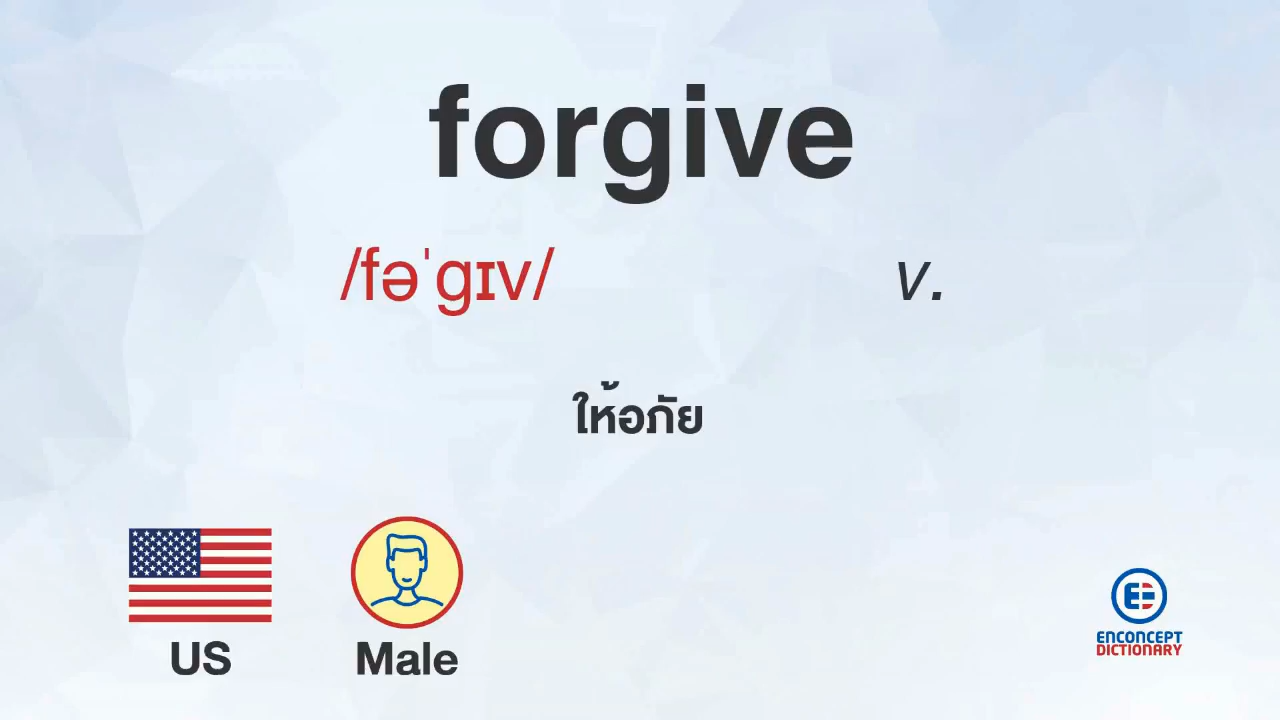 forgive
/fəˈɡɪv/ v.
ให้อภัย
US Male
ENCONCEPT
DICTIONARY